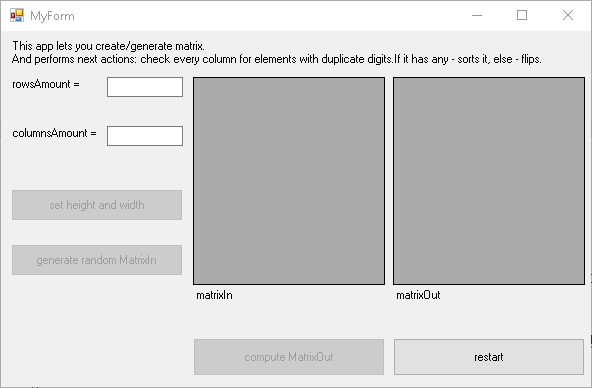 MyForm
This app lets you create/generate matrix.
And performs next actions: check every column for elements with duplicate digits.If it has any - sorts it, else - flips.
rowsAmount =
columnsAmount =
set height and width
generate random MatrixIn
matrixIn
matrixOut
compute MatrixOut
restart